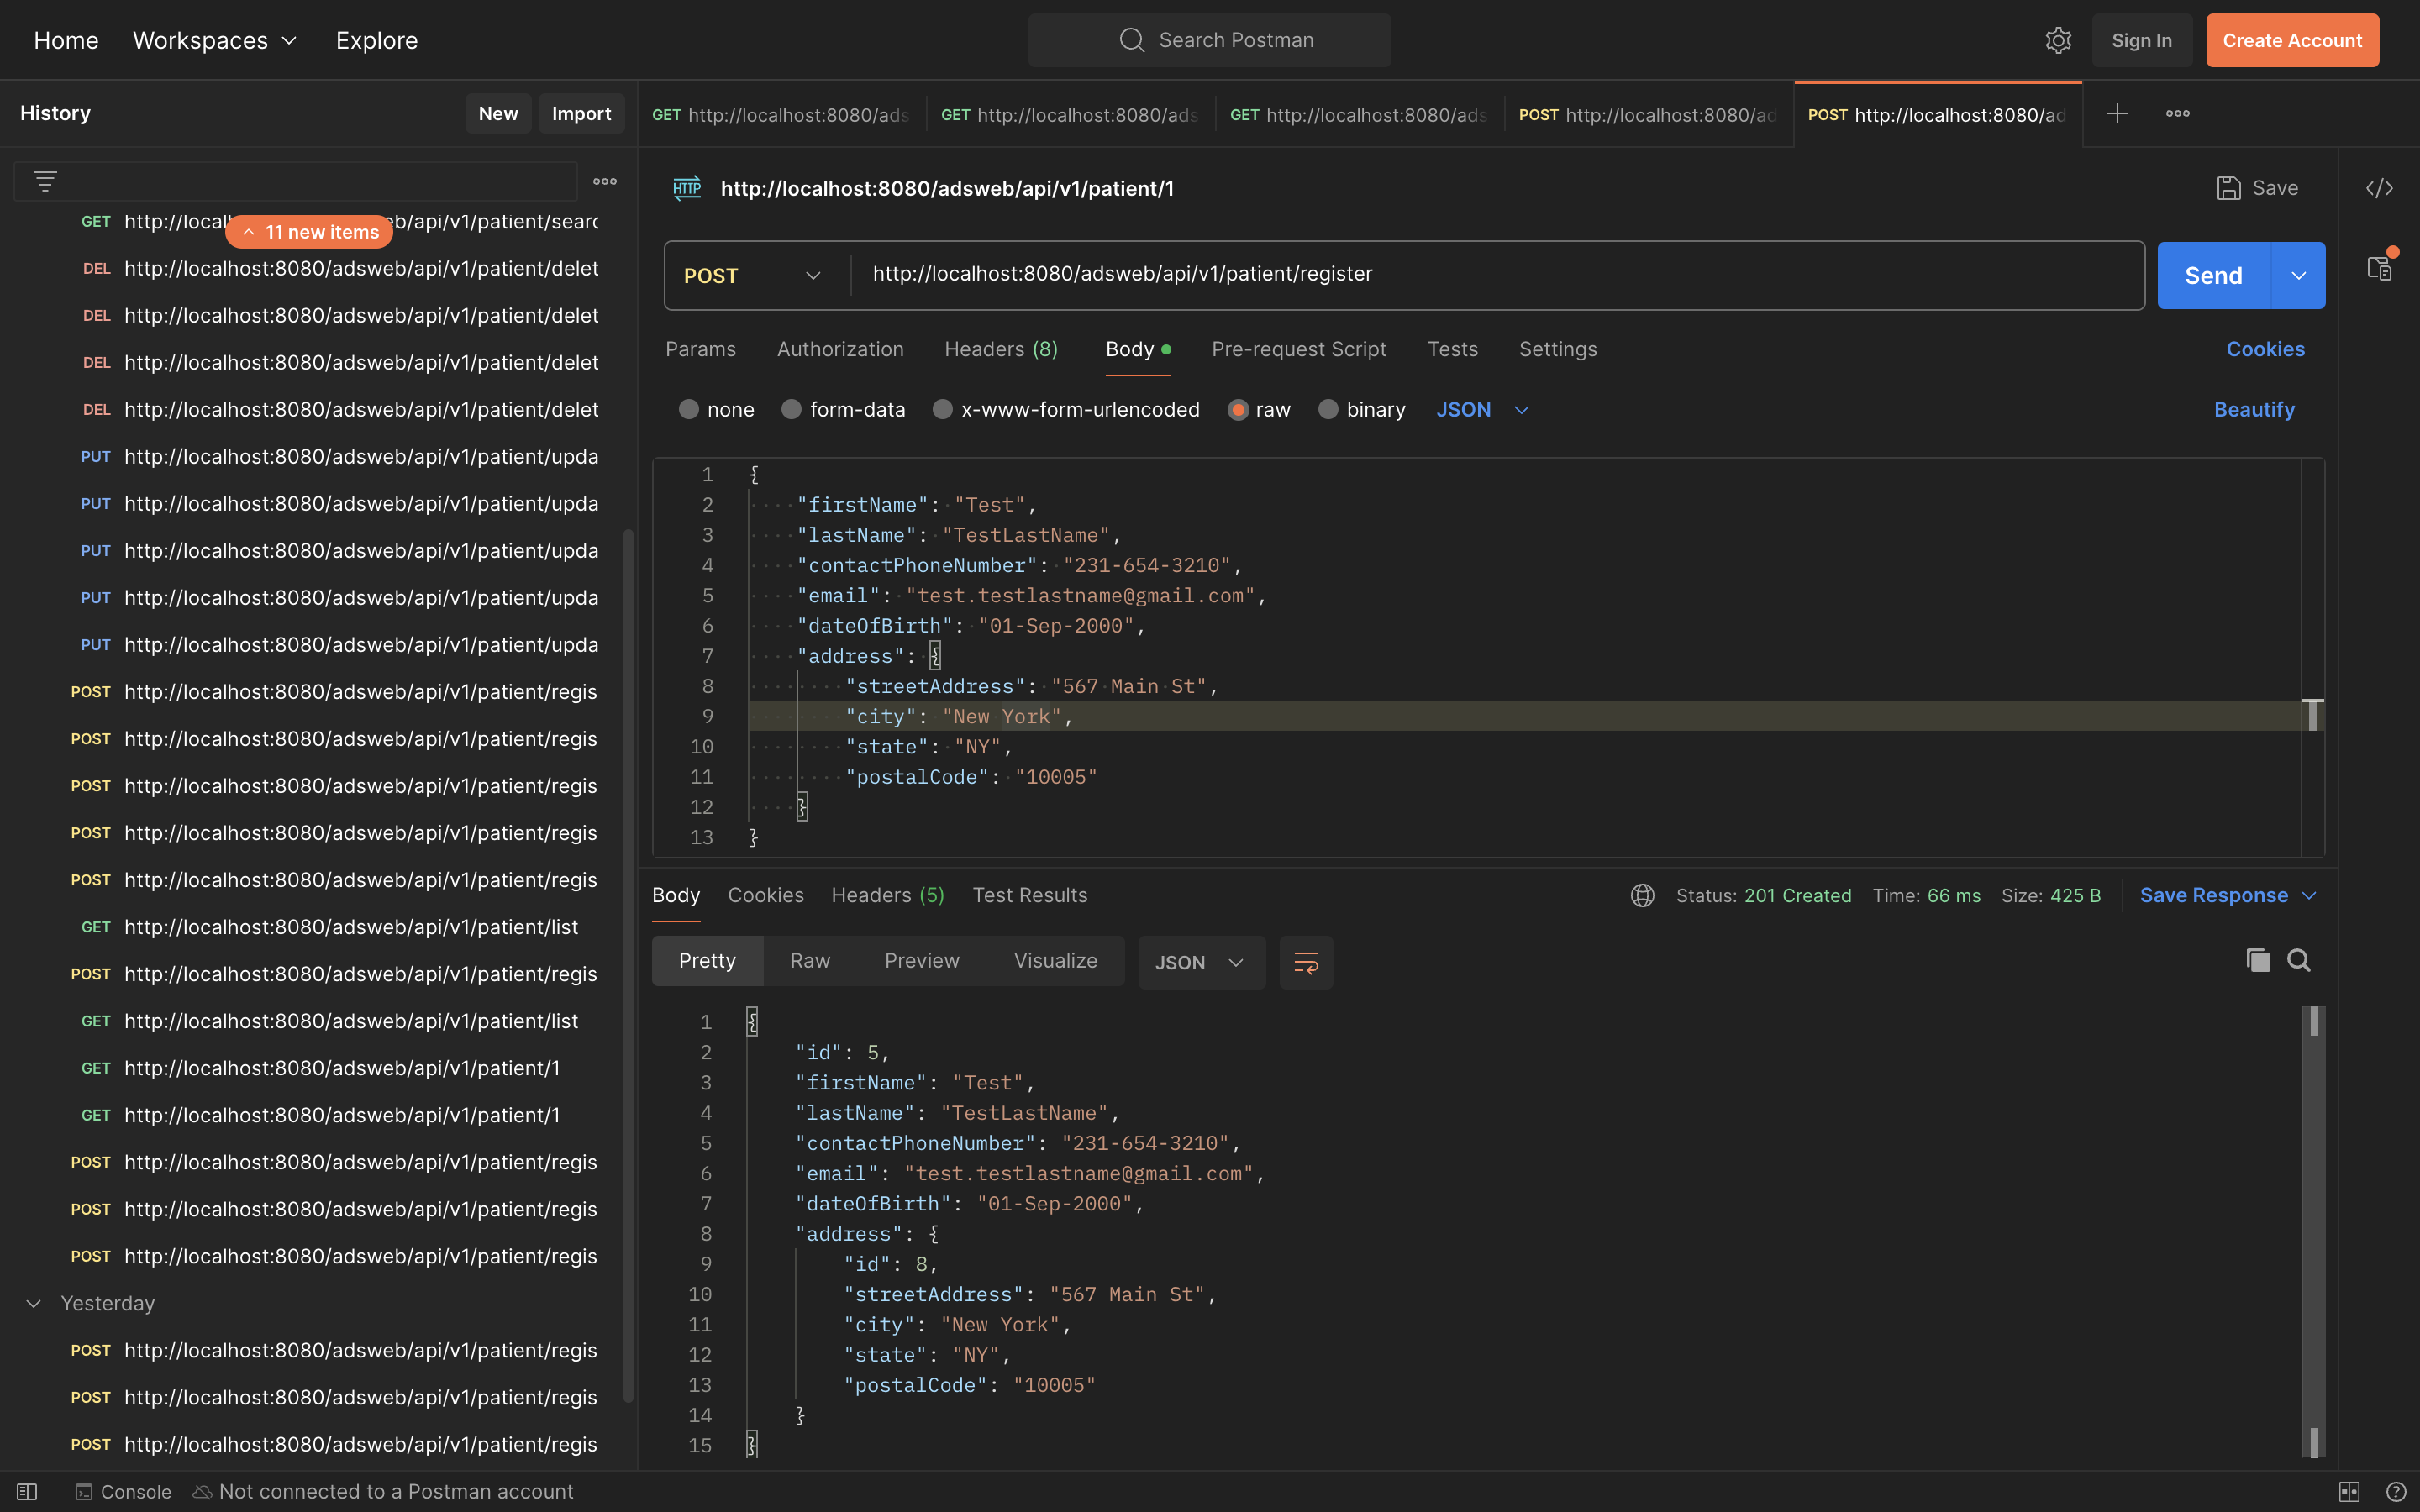 Home Workspaces Explore Search Postman Sign In Create Account
History New Import
GET http://localhost:8080/ads GET http://localhost:8080/ads GET http://localhost:8080/ads POST http://localhost:8080/ad POST http://localhost:8080/ad
GET http://local eb/api/v1/patient/searc
11 new items
DEL http://localhost:8080/adsweb/api/v1/patient/delet
DEL http://localhost:8080/adsweb/api/v1/patient/delet
DEL http://localhost:8080/adsweb/api/v1/patient/delet
DEL http://localhost:8080/adsweb/api/v1/patient/delet
PUT http://localhost:8080/adsweb/api/v1/patient/upda
PUT http://localhost:8080/adsweb/api/v1/patient/upda
PUT http://localhost:8080/adsweb/api/v1/patient/upda
PUT http://localhost:8080/adsweb/api/v1/patient/upda
PUT http://localhost:8080/adsweb/api/v1/patient/upda
POST http://localhost:8080/adsweb/api/v1/patient/regis
POST http://localhost:8080/adsweb/api/v1/patient/regis
POST http://localhost:8080/adsweb/api/v1/patient/regis
POST http://localhost:8080/adsweb/api/v1/patient/regis
POST http://localhost:8080/adsweb/api/v1/patient/regis
GET http://localhost:8080/adsweb/api/v1/patient/list
POST http://localhost:8080/adsweb/api/v1/patient/regis
GET http://localhost:8080/adsweb/api/v1/patient/list
GET http://localhost:8080/adsweb/api/v1/patient/1
GET http://localhost:8080/adsweb/api/v1/patient/1
POST http://localhost:8080/adsweb/api/v1/patient/regis
POST http://localhost:8080/adsweb/api/v1/patient/regis
POST http://localhost:8080/adsweb/api/v1/patient/regis
Yesterday
POST http://localhost:8080/adsweb/api/v1/patient/regis
POST http://localhost:8080/adsweb/api/v1/patient/regis
POST http://localhost:8080/adsweb/api/v1/patient/regis
HTTP http://localhost:8080/adsweb/api/v1/patient/1 Save
POST http://localhost:8080/adsweb/api/v1/patient/register Send
Params Authorization Headers (8) Body Pre-request Script Tests Settings Cookies
none form-data x-www-form-urlencoded raw binary JSON Beautify
1 {
2 "firstName": "Test",
3 "lastName": "TestLastName",
4 "contactPhoneNumber": "231-654-3210",
5 "email": "test.testlastname@gmail.com",
6 "dateOfBirth": "01-Sep-2000",
7 "address": {
8 "streetAddress": "567 Main St",
9 "city": "New York",
10 "state": "NY",
11 "postalCode": "10005"
12 }
13 }
Body Cookies Headers (5) Test Results Status: 201 Created Time: 66 ms Size: 425 B Save Response
Pretty Raw Preview Visualize JSON
1 {
2 "id": 5,
3 "firstName": "Test",
4 "lastName": "TestLastName",
5 "contactPhoneNumber": "231-654-3210",
6 "email": "test.testlastname@gmail.com",
7 "dateOfBirth": "01-Sep-2000",
8 "address": {
9 "id": 8,
10 "streetAddress": "567 Main St",
11 "city": "New York",
12 "state": "NY",
13 "postalCode": "10005"
14 }
15 }
Console Not connected to a Postman account